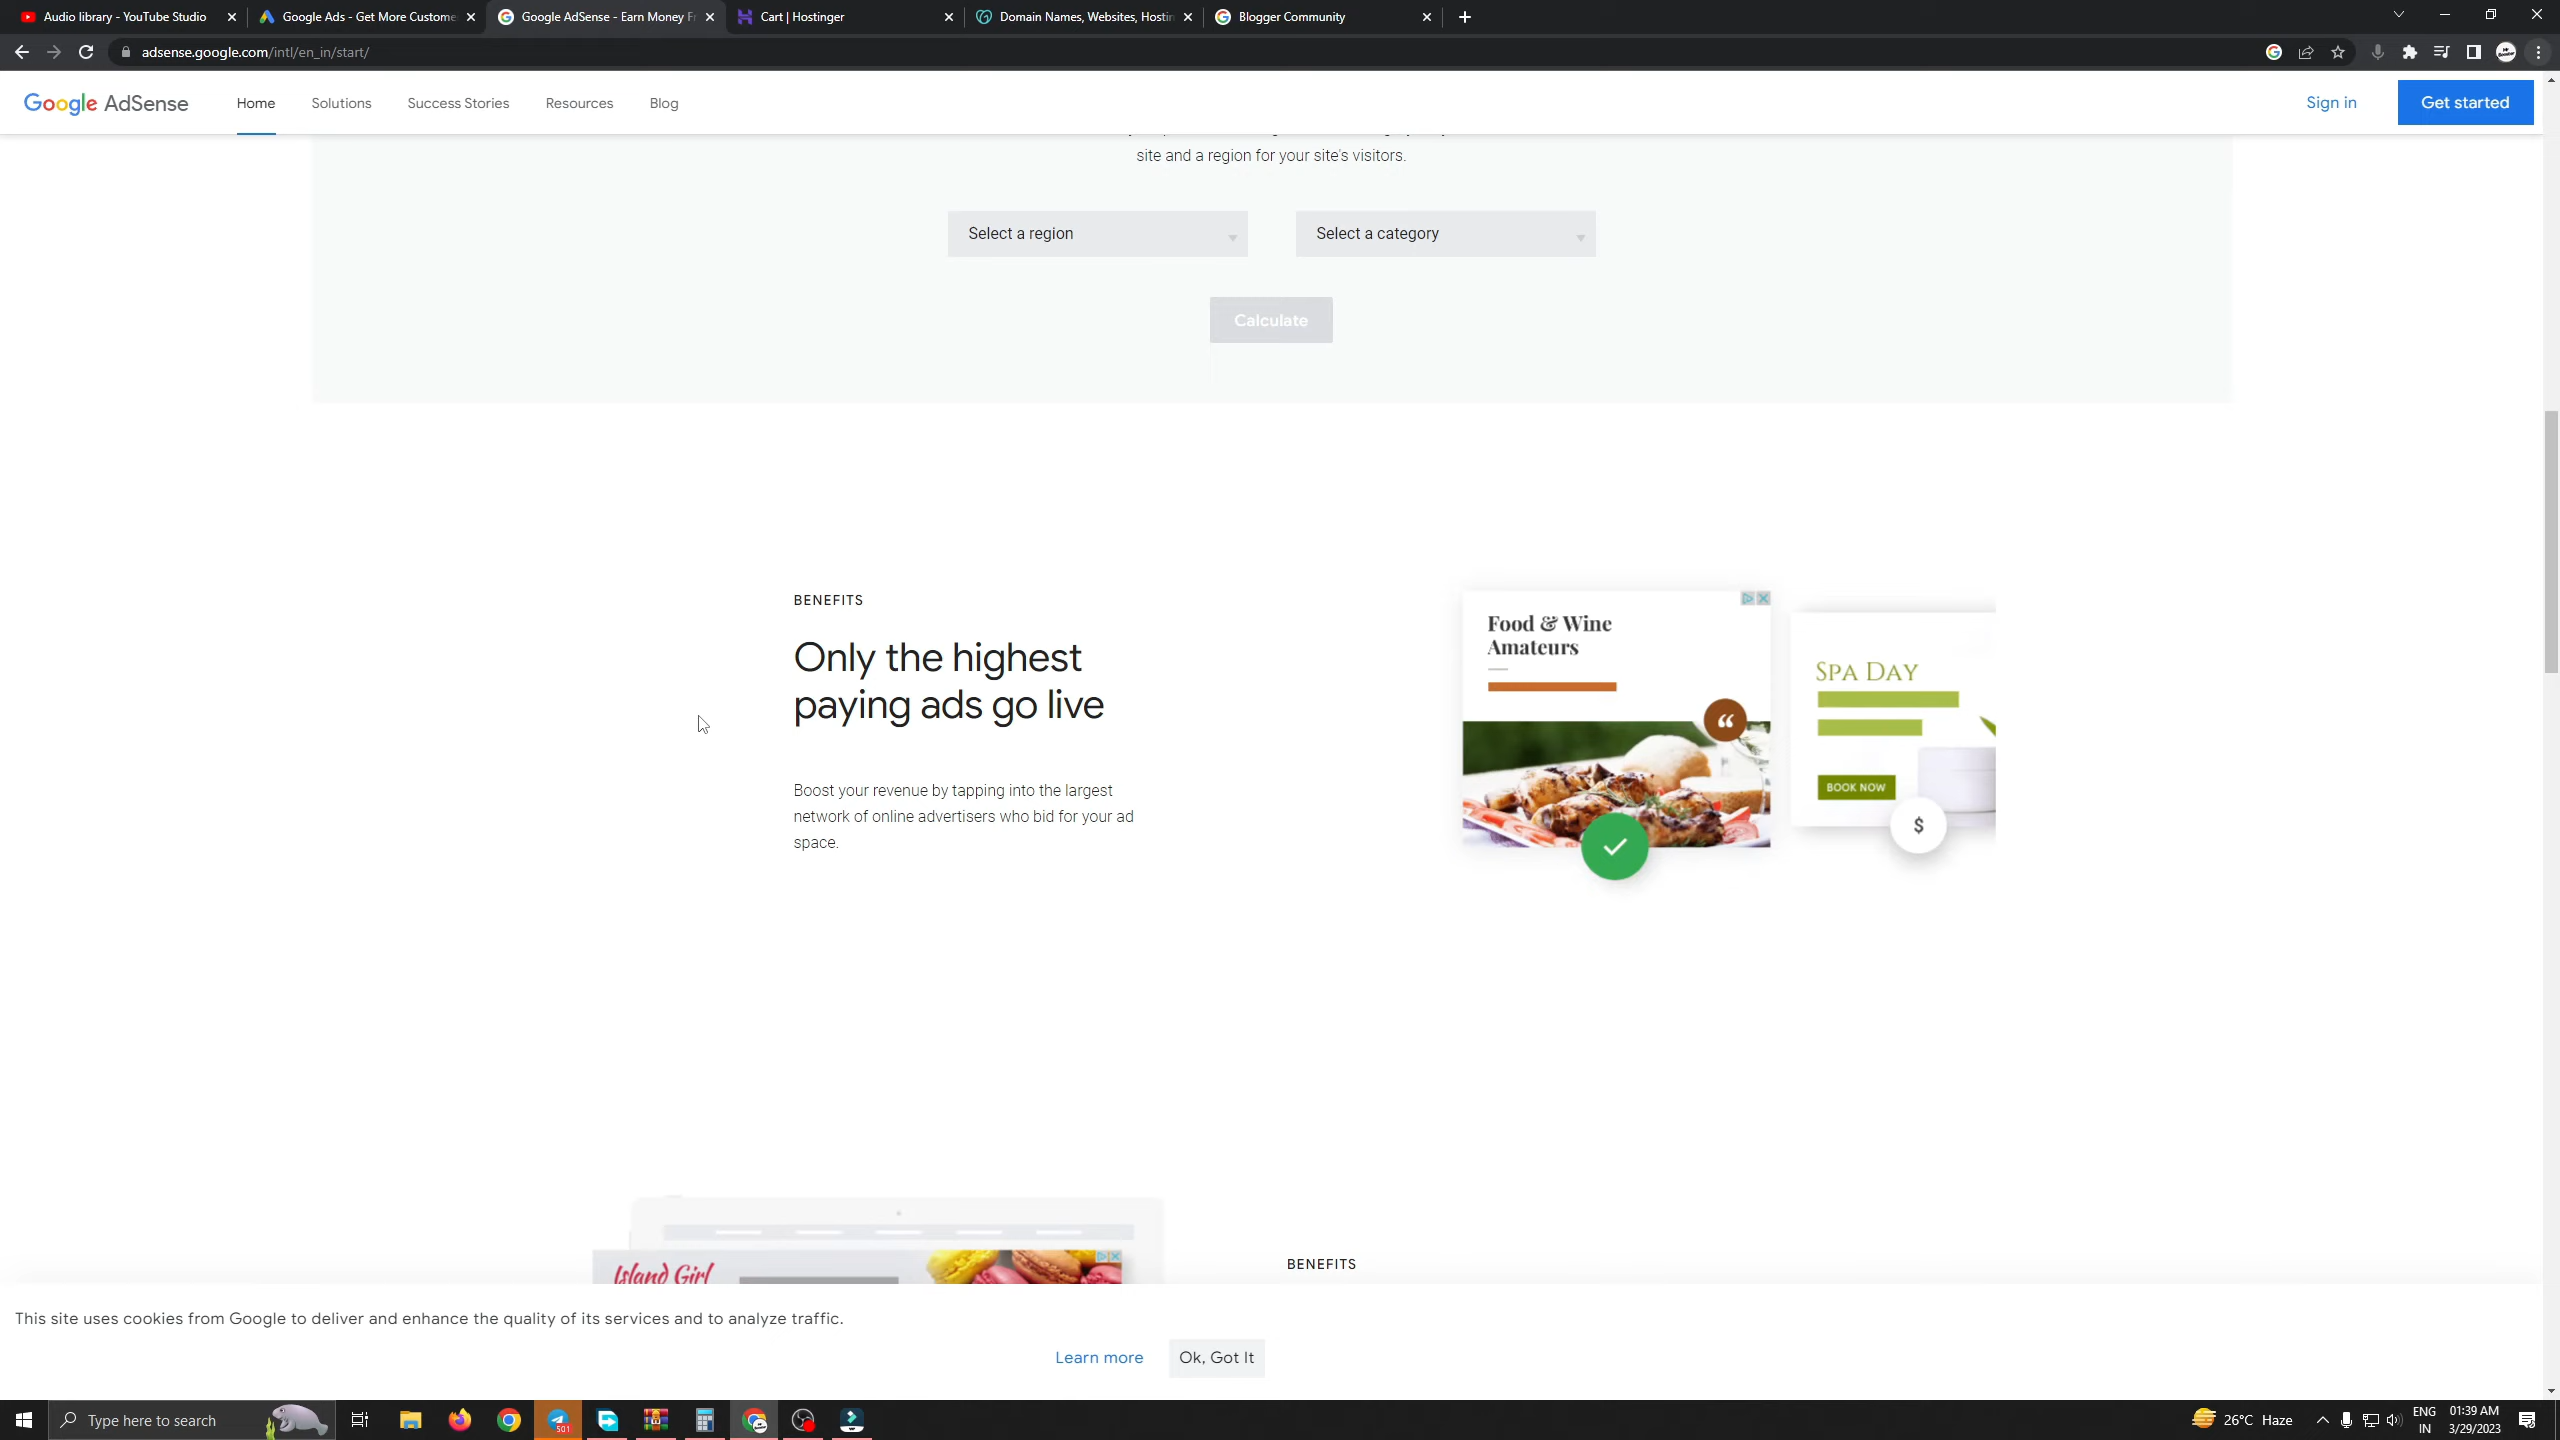 Audio library - YouTube Studio
Google Ads - Get More Custome
Google AdSense - Earn Money Fr
Cart | Hostinger
Domain Names, Websites, Hostin
Blogger Community
adsense.google.com/intl/en_in/start/
Google AdSense
Home
Solutions
Success Stories
Resources
Blog
Sign in
Get started
site and a region for your site's visitors.
Select a region
Select a category
Calculate
BENEFITS
Only the highest
paying ads go live
Boost your revenue by tapping into the largest
network of online advertisers who bid for your ad
space.
Food & Wine
Amateurs
SPA DAY
BOOK NOW
$
Island Girl
BENEFITS
This site uses cookies from Google to deliver and enhance the quality of its services and to analyze traffic.
Learn more
Ok, Got It
Type here to search
501
26°C Haze
ENG
IN
01:39 AM
3/29/2023